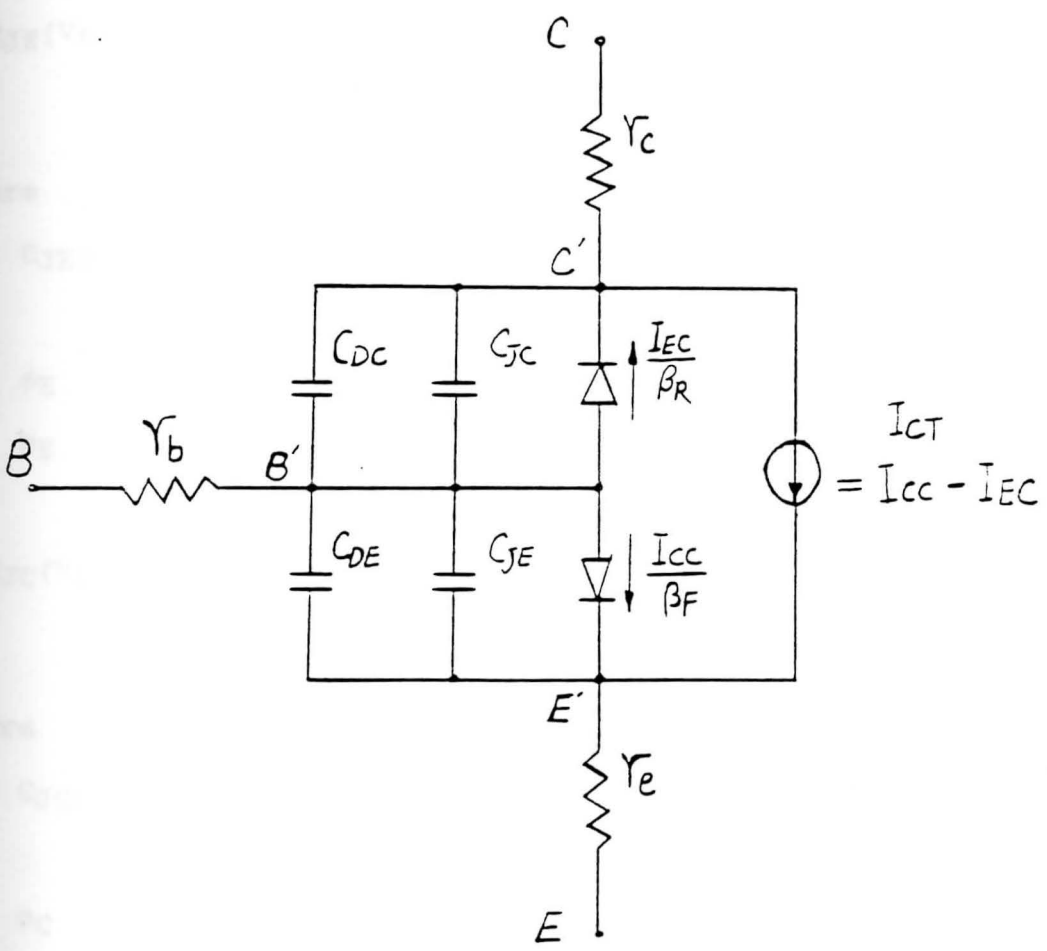 C
r_c
C′
C_DC
C_JC
I_EC / β_R
I_CT
= I_CC - I_EC
B
r_b
B′
C_DE
C_JE
I_CC / β_F
E′
r_e
E